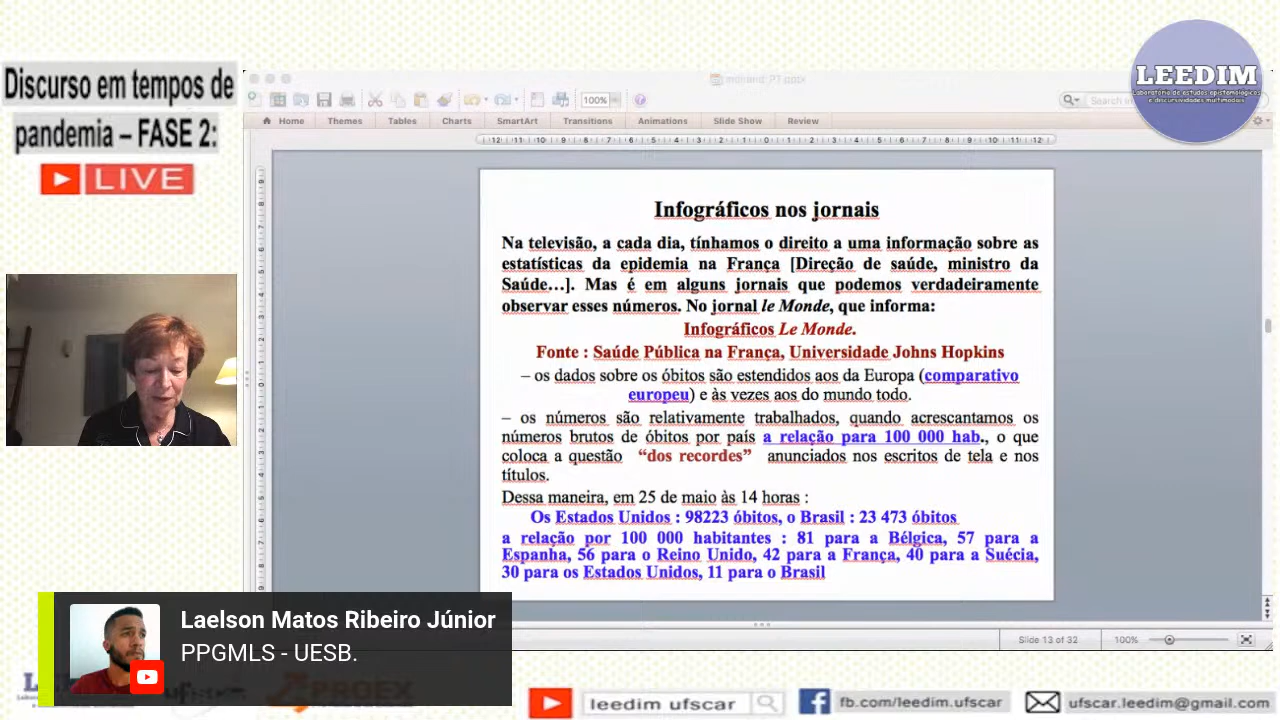 Discurso em tempos de
pandemia – FASE 2:
LIVE
LEEDIM
Laboratório de estudos epistemológicos
e discursividades multimodais
100%
Search in
Home Themes Tables Charts SmartArt Transitions Animations Slide Show Review
Infográficos nos jornais
Na televisão, a cada dia, tínhamos o direito a uma informação sobre as
estatísticas da epidemia na França [Direção de saúde, ministro da
Saúde…]. Mas é em alguns jornais que podemos verdadeiramente
observar esses números. No jornal le Monde, que informa:
Infográficos Le Monde.
Fonte : Saúde Pública na França, Universidade Johns Hopkins
– os dados sobre os óbitos são estendidos aos da Europa (comparativo
europeu) e às vezes aos do mundo todo.
– os números são relativamente trabalhados, quando acrescantamos os
números brutos de óbitos por país a relação para 100 000 hab., o que
coloca a questão “dos recordes” anunciados nos escritos de tela e nos
títulos.
Dessa maneira, em 25 de maio às 14 horas :
Os Estados Unidos : 98223 óbitos, o Brasil : 23 473 óbitos
a relação por 100 000 habitantes : 81 para a Bélgica, 57 para a
Espanha, 56 para o Reino Unido, 42 para a França, 40 para a Suécia,
30 para os Estados Unidos, 11 para o Brasil
Slide 13 of 32
100%
Laelson Matos Ribeiro Júnior
PPGMLS - UESB.
PROEX
leedim ufscar
fb.com/leedim.ufscar
ufscar.leedim@gmail.com